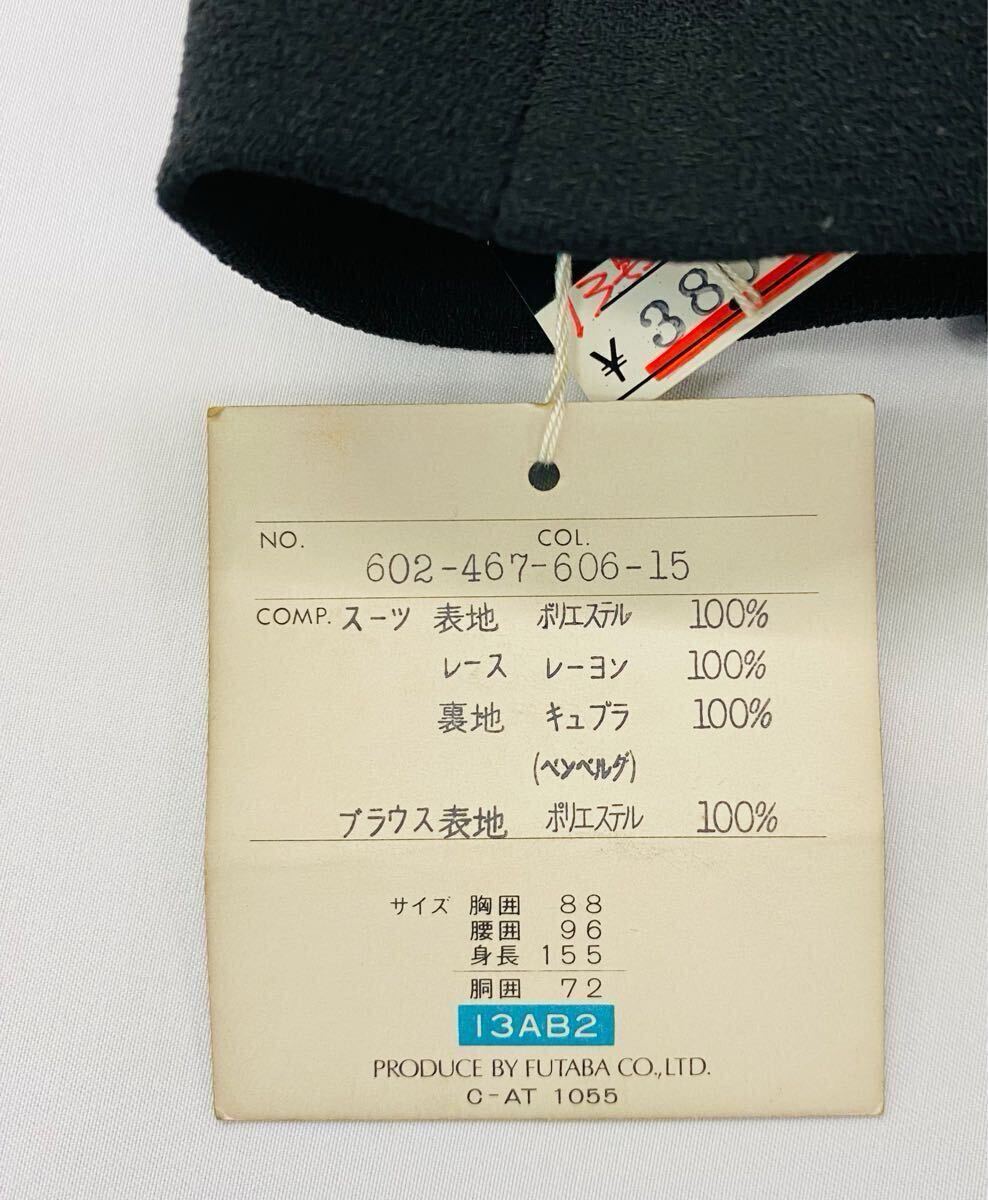 ¥ 38
NO. COL.
602-467-606-15
COMP. スーツ 表地 ポリエステル 100%
レース レーヨン 100%
裏地 キュプラ 100%
(ベンベルグ)
ブラウス 表地 ポリエステル 100%
サイズ 胸囲 88
腰囲 96
身長 155
胴囲 72
13AB2
PRODUCE BY FUTABA CO.,LTD.
C-AT 1055